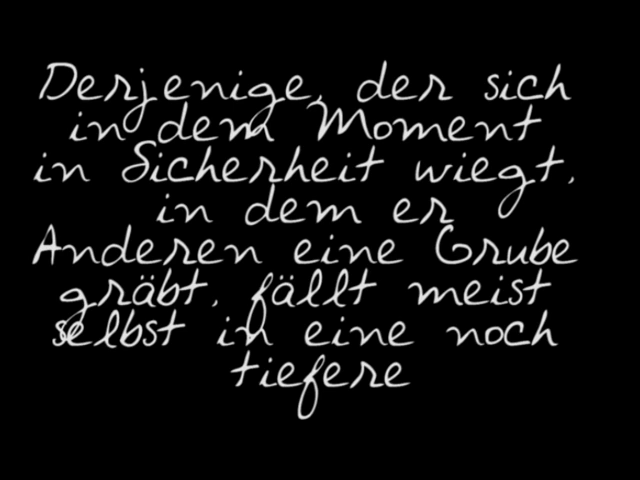 Derjenige, der sich
in dem Moment
in Sicherheit wiegt,
in dem er
Anderen eine Grube
gräbt, fällt meist
selbst in eine noch
tiefere